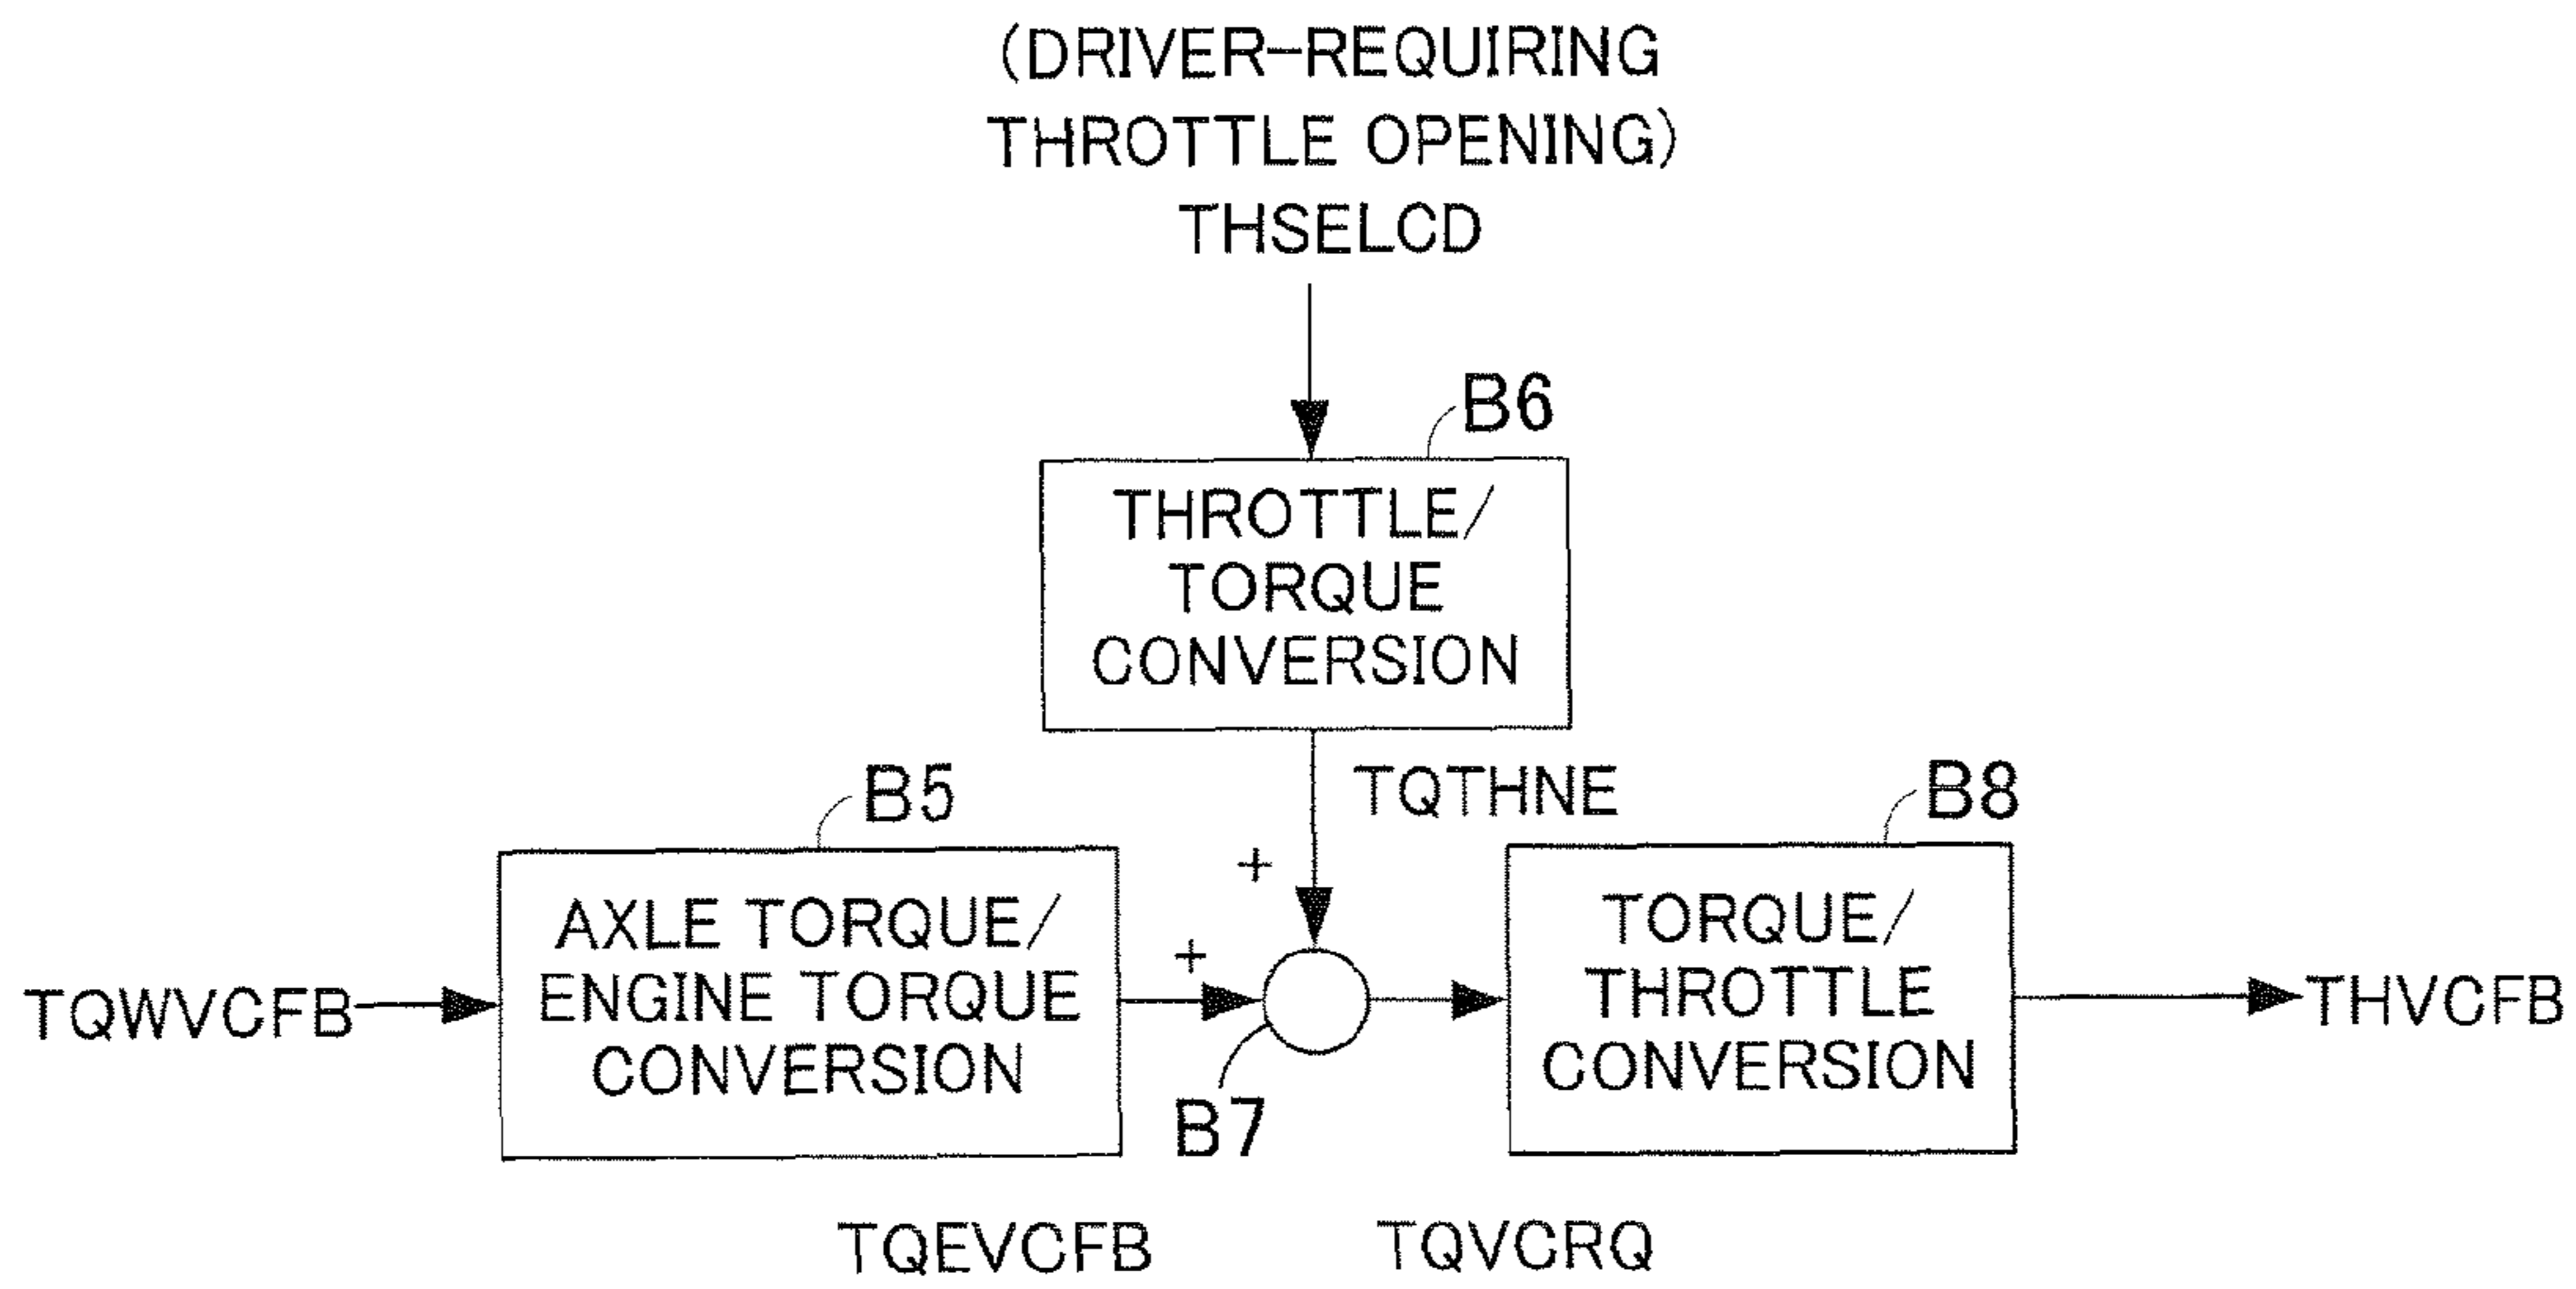 (DRIVER-REQUIRING
THROTTLE OPENING)
THSELCD
B6
THROTTLE/
TORQUE
CONVERSION
TQTHNE
B5
B8
+
+
AXLE TORQUE/
ENGINE TORQUE
CONVERSION
TORQUE/
THROTTLE
CONVERSION
TQWVCFB
THVCFB
B7
TQEVCFB
TQVCRQ